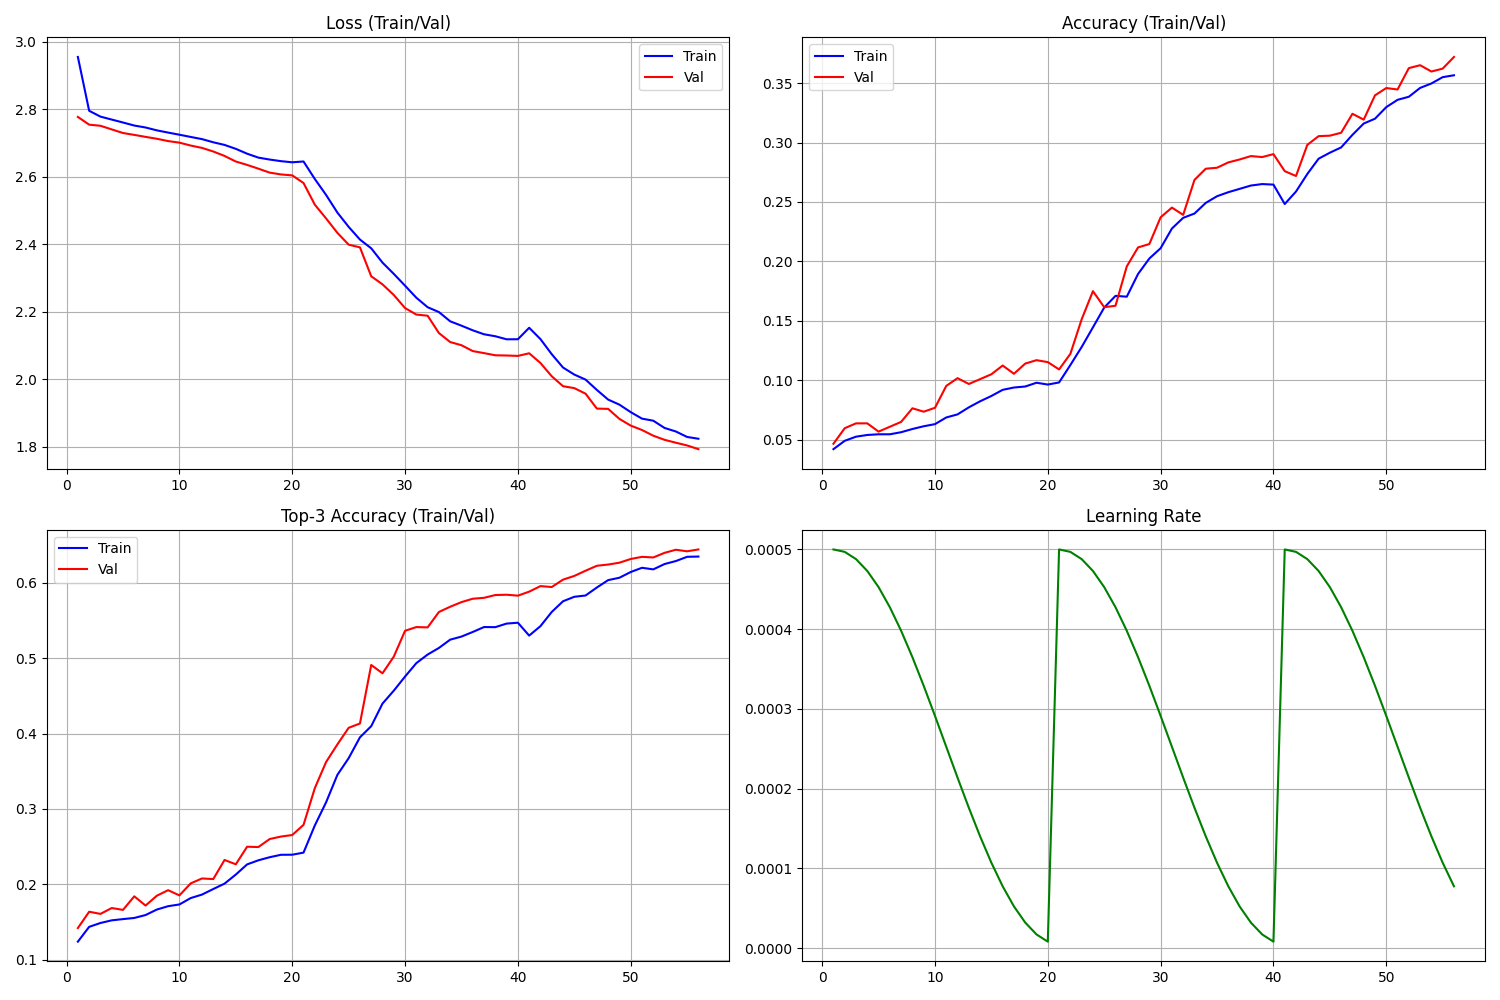 Loss (Train/Val)
3.0
2.8
2.6
2.4
2.2
2.0
1.8
0 10 20 30 40 50
Train
Val
Accuracy (Train/Val)
0.35
0.30
0.25
0.20
0.15
0.10
0.05
0 10 20 30 40 50
Train
Val
Top-3 Accuracy (Train/Val)
0.6
0.5
0.4
0.3
0.2
0.1
0 10 20 30 40 50
Train
Val
Learning Rate
0.0005
0.0004
0.0003
0.0002
0.0001
0.0000
0 10 20 30 40 50